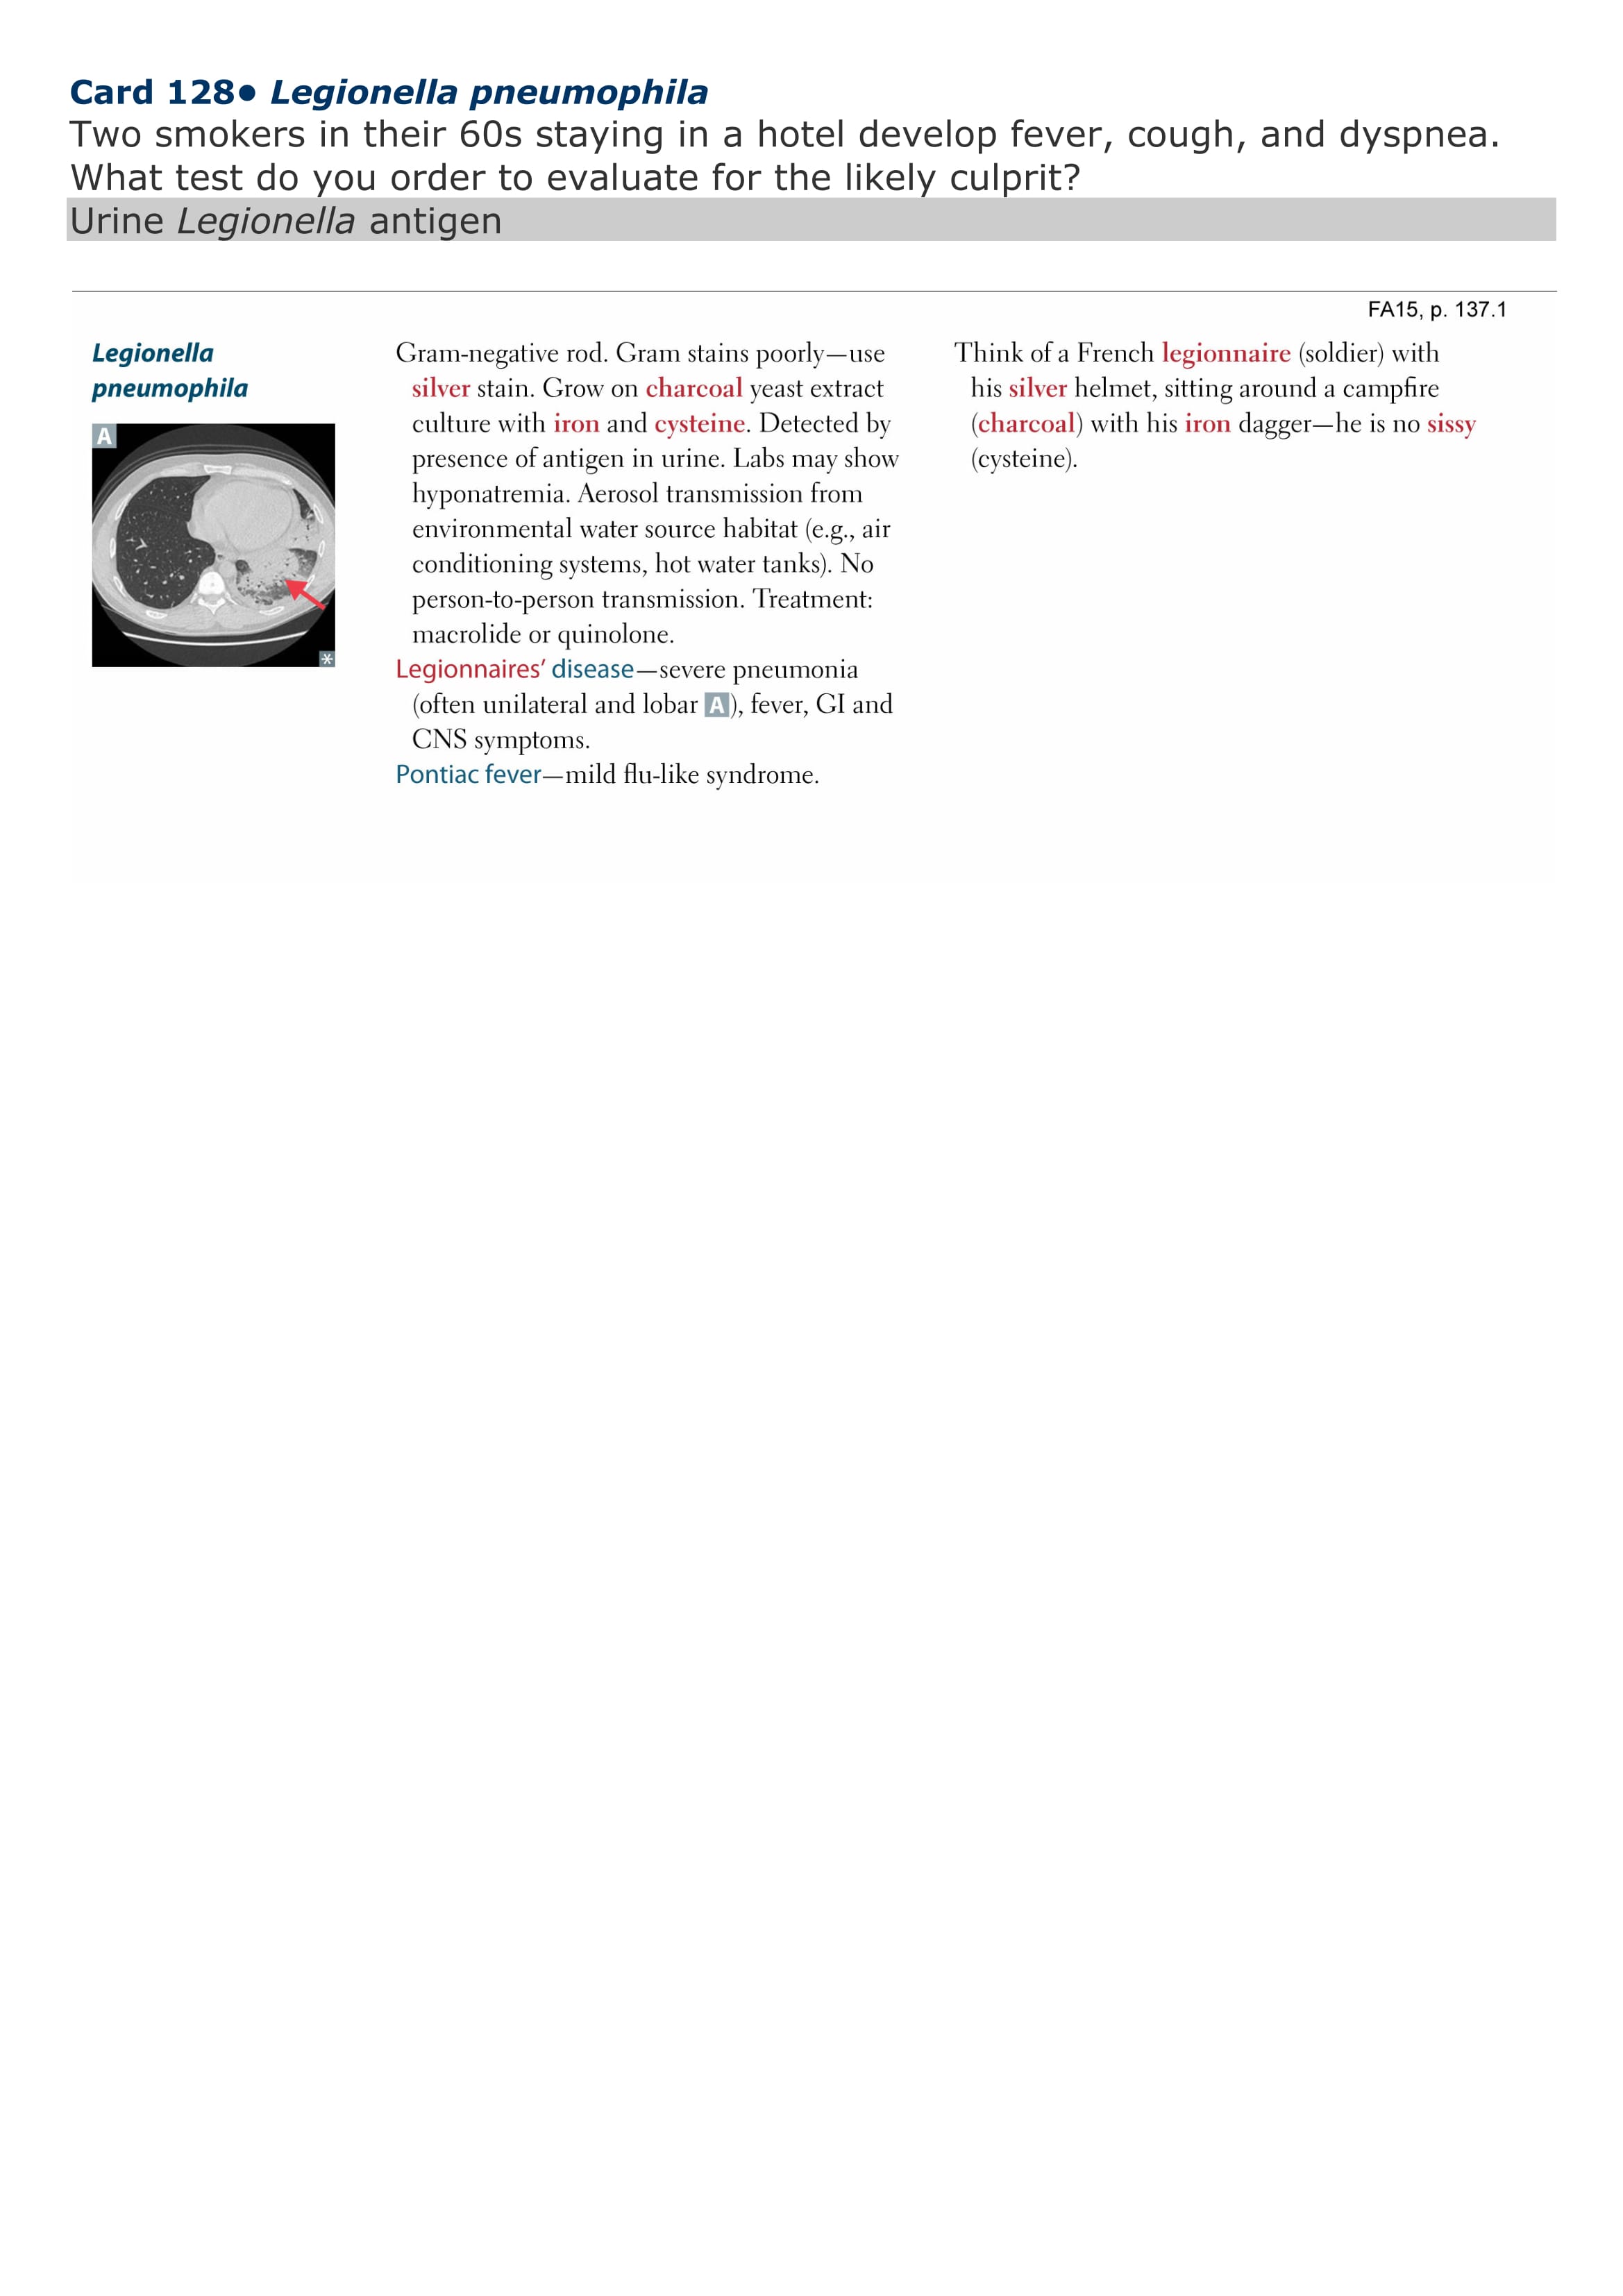 Card 128• Legionella pneumophila
Two smokers in their 60s staying in a hotel develop fever, cough, and dyspnea.
What test do you order to evaluate for the likely culprit?
Urine Legionella antigen
FA15, p. 137.1
Legionella
pneumophila
A
*
Gram-negative rod. Gram stains poorly—use
silver stain. Grow on charcoal yeast extract
culture with iron and cysteine. Detected by
presence of antigen in urine. Labs may show
hyponatremia. Aerosol transmission from
environmental water source habitat (e.g., air
conditioning systems, hot water tanks). No
person-to-person transmission. Treatment:
macrolide or quinolone.
Legionnaires’ disease—severe pneumonia
(often unilateral and lobar A), fever, GI and
CNS symptoms.
Pontiac fever—mild flu-like syndrome.
Think of a French legionnaire (soldier) with
his silver helmet, sitting around a campfire
(charcoal) with his iron dagger—he is no sissy
(cysteine).